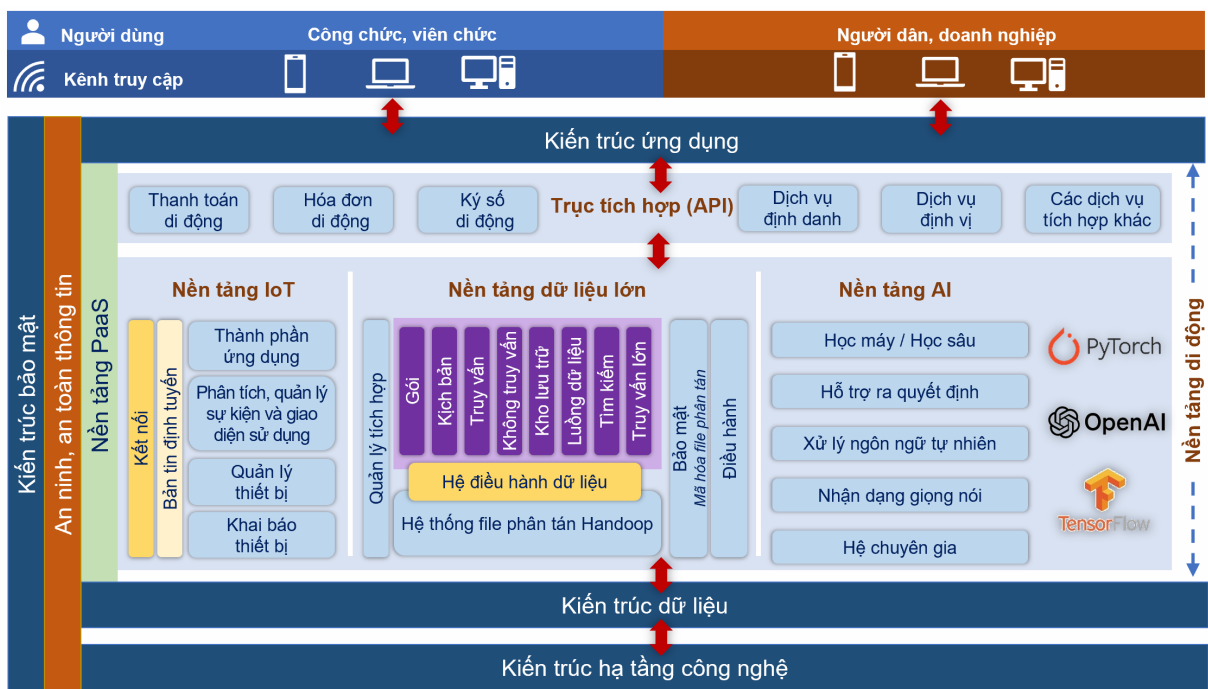 Người dùng
Công chức, viên chức
Người dân, doanh nghiệp
Kênh truy cập
Kiến trúc bảo mật
An ninh, an toàn thông tin
Kiến trúc ứng dụng
Nền tảng PaaS
Thanh toán
di động
Hóa đơn
di động
Ký số
di động
Trục tích hợp (API)
Dịch vụ
định danh
Dịch vụ
định vị
Các dịch vụ
tích hợp khác
Nền tảng IoT
Kết nối
Bản tin định tuyến
Thành phần
ứng dụng
Phân tích, quản lý
sự kiện và giao
diện sử dụng
Quản lý
thiết bị
Khai báo
thiết bị
Nền tảng dữ liệu lớn
Quản lý tích hợp
Gói
Kịch bản
Truy vấn
Không truy vấn
Kho lưu trữ
Luồng dữ liệu
Tìm kiếm
Truy vấn lớn
Hệ điều hành dữ liệu
Hệ thống file phân tán Handoop
Bảo mật
Mã hóa file phân tán
Điều hành
Nền tảng AI
Học máy / Học sâu
Hỗ trợ ra quyết định
Xử lý ngôn ngữ tự nhiên
Nhận dạng giọng nói
Hệ chuyên gia
PyTorch
OpenAI
TensorFlow
Nền tảng di động
Kiến trúc dữ liệu
Kiến trúc hạ tầng công nghệ